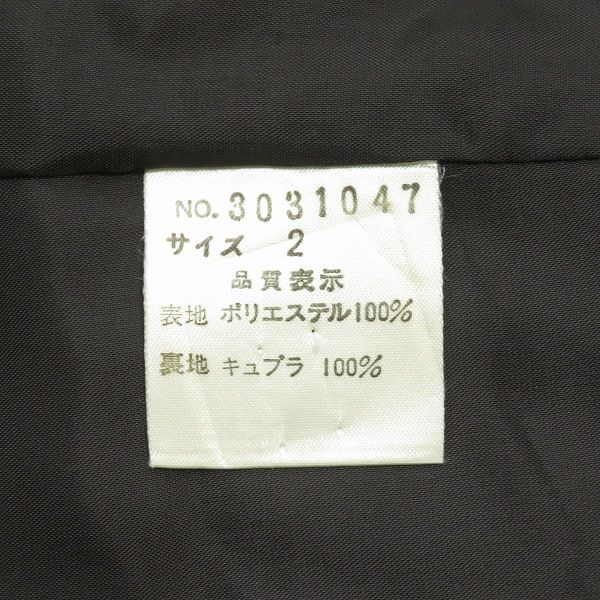 NO. 3031047
サイズ 2
品質表示
表地 ポリエステル100%
裏地 キュプラ 100%